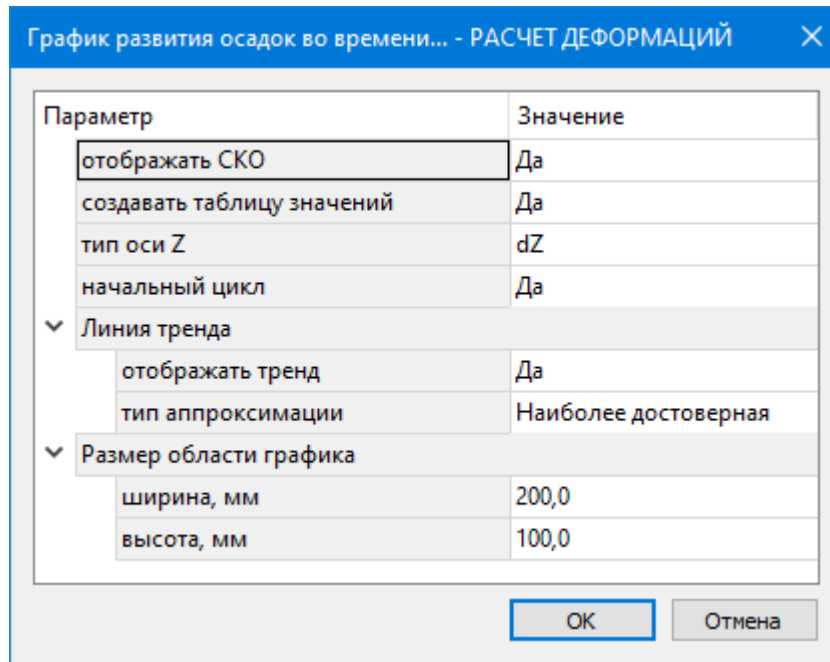 График развития осадок во времени... - РАСЧЕТ ДЕФОРМАЦИЙ
Параметр Значение
отображать СКО Да
создавать таблицу значений Да
тип оси Z dZ
начальный цикл Да
Линия тренда
отображать тренд Да
тип аппроксимации Наиболее достоверная
Размер области графика
ширина, мм 200,0
высота, мм 100,0
ОК Отмена